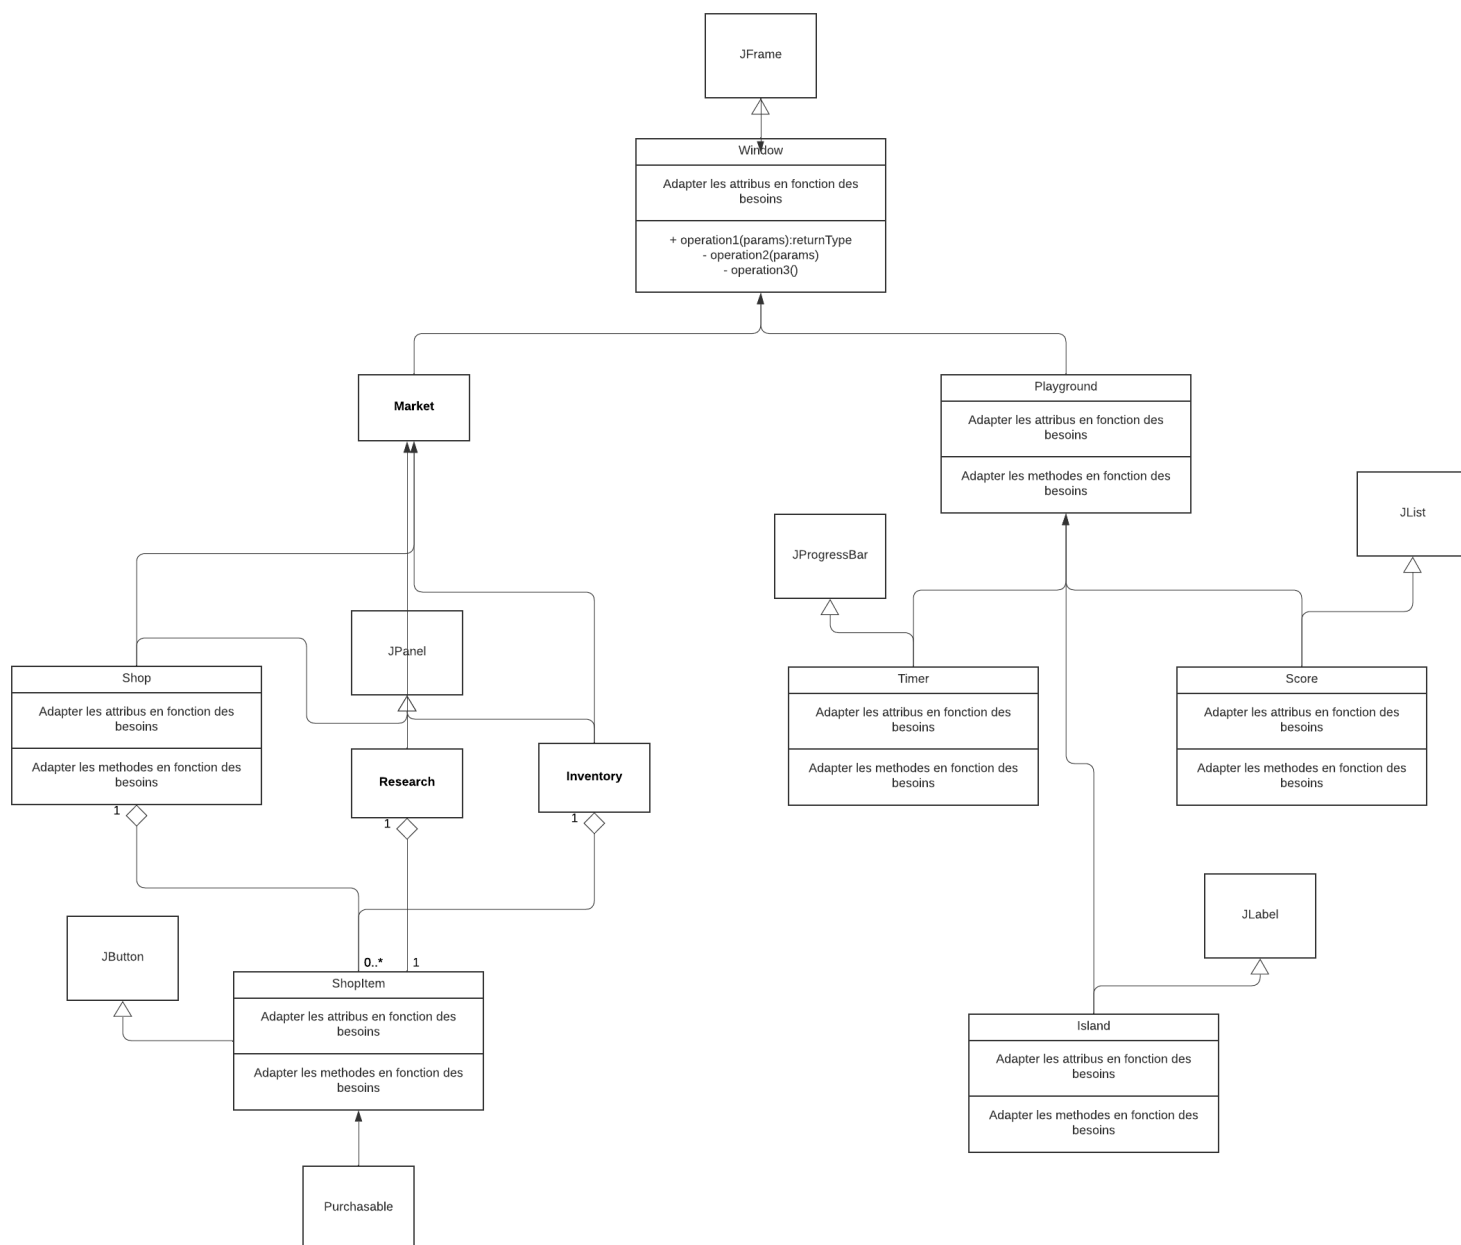 JFrame
Window
Adapter les attribus en fonction des
besoins
+ operation1(params):returnType
- operation2(params)
- operation3()
Market
Playground
Adapter les attribus en fonction des
besoins
Adapter les methodes en fonction des
besoins
JList
JProgressBar
JPanel
Shop
Adapter les attribus en fonction des
besoins
Adapter les methodes en fonction des
besoins
1
Research
1
Inventory
1
Timer
Adapter les attribus en fonction des
besoins
Adapter les methodes en fonction des
besoins
Score
Adapter les attribus en fonction des
besoins
Adapter les methodes en fonction des
besoins
JLabel
JButton
0..*
1
ShopItem
Adapter les attribus en fonction des
besoins
Adapter les methodes en fonction des
besoins
Island
Adapter les attribus en fonction des
besoins
Adapter les methodes en fonction des
besoins
Purchasable